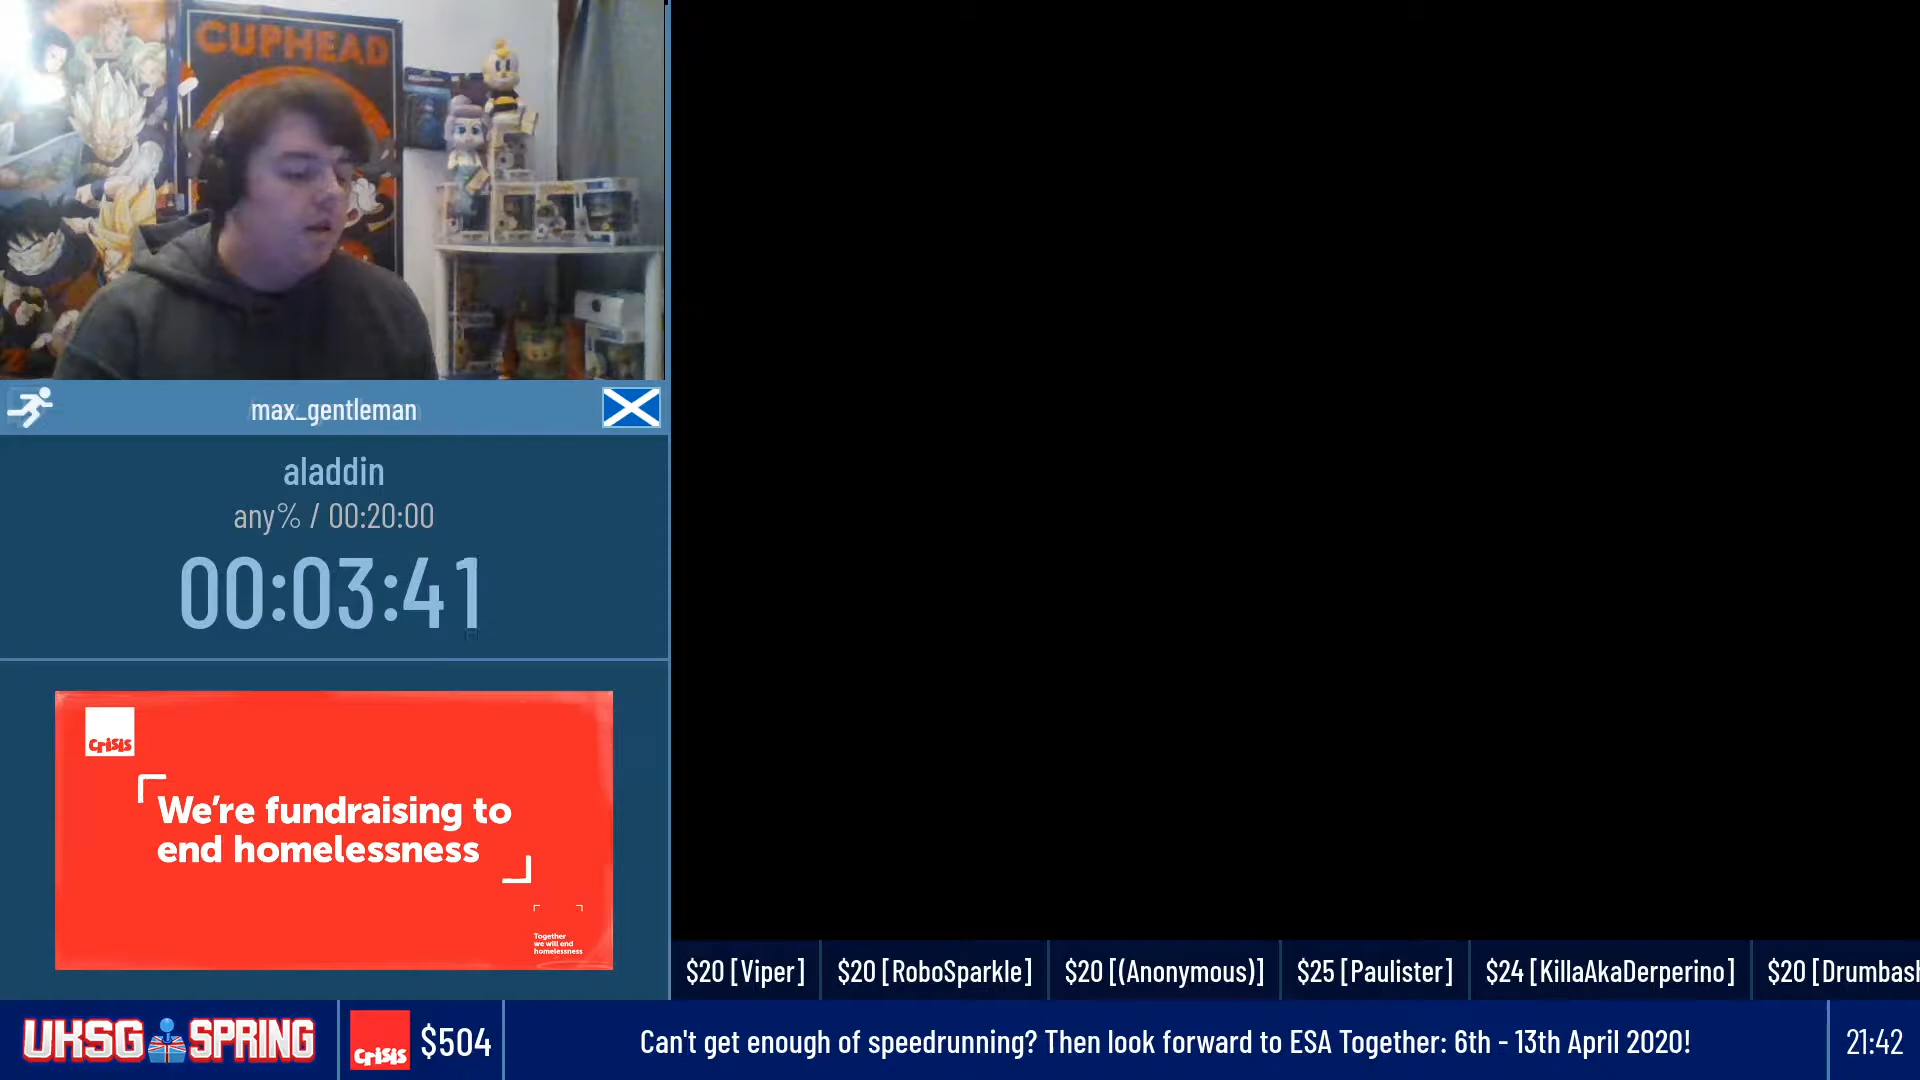 CUPHEAD
max_gentleman
aladdin
any% / 00:20:00
00:03:41
crisis
We're fundraising to
end homelessness
Together
we will end
homelessness
$20 [Viper] $20 [RoboSparkle] $20 [(Anonymous)] $25 [Paulister] $24 [KillaAkaDerperino] $20 [Drumbash
UKSG SPRING crisis $504 Can't get enough of speedrunning? Then look forward to ESA Together: 6th - 13th April 2020! 21:42